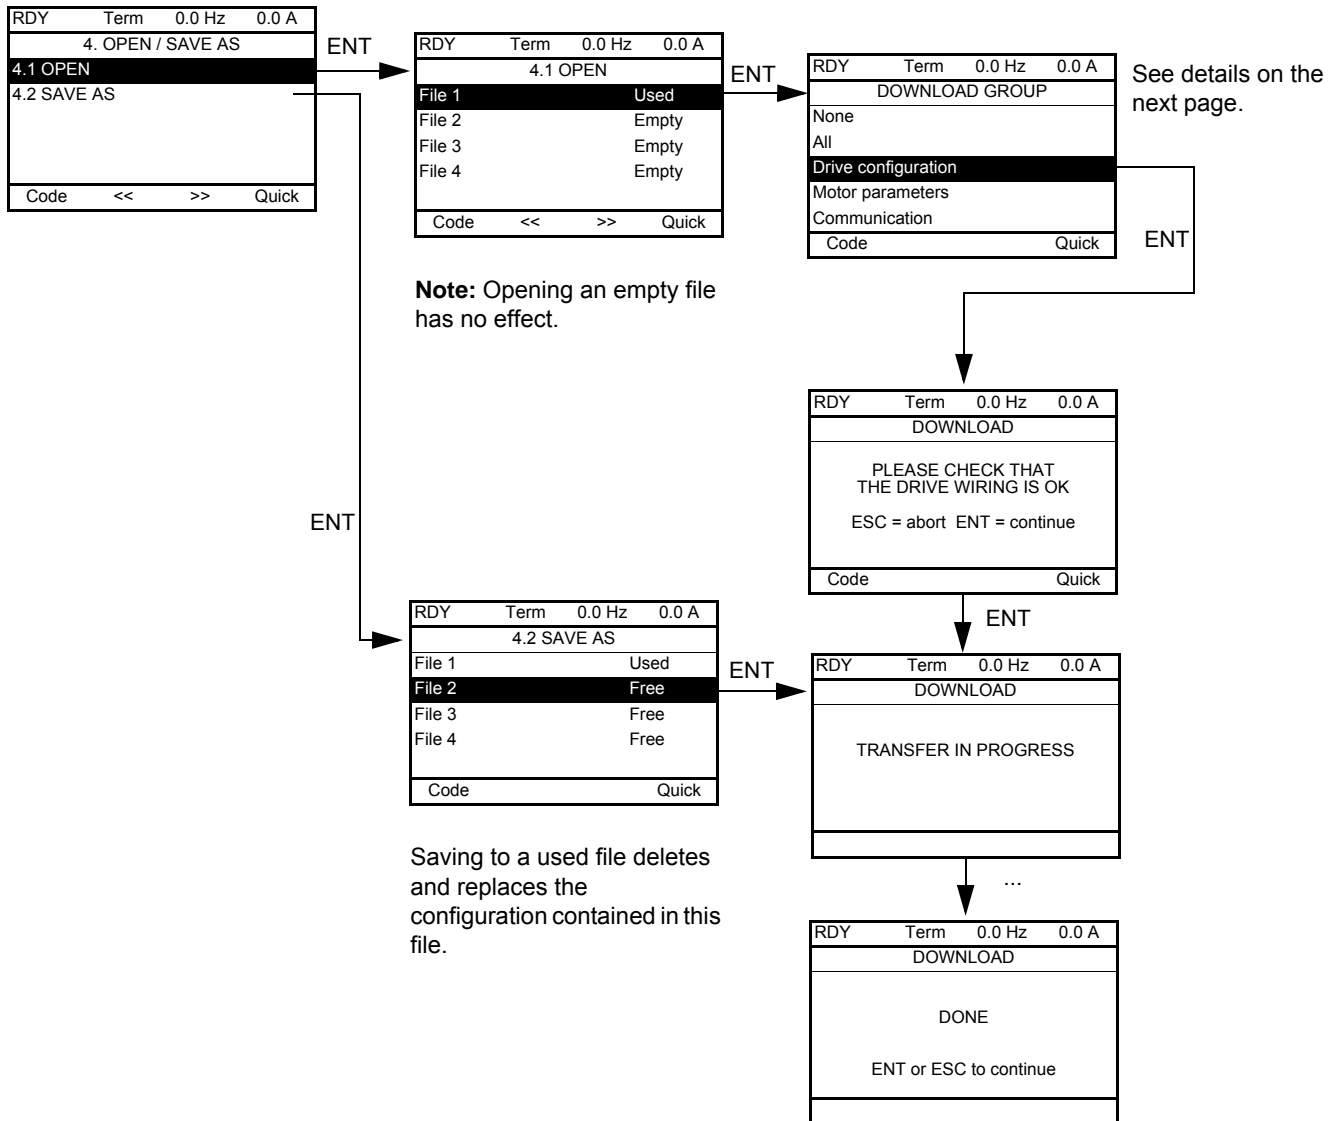 RDY Term 0.0 Hz 0.0 A
4. OPEN / SAVE AS
4.1 OPEN
4.2 SAVE AS
Code << >> Quick
ENT
RDY Term 0.0 Hz 0.0 A
4.1 OPEN
File 1 Used
File 2 Empty
File 3 Empty
File 4 Empty
Code << >> Quick
Note: Opening an empty file
has no effect.
ENT
RDY Term 0.0 Hz 0.0 A
DOWNLOAD GROUP
None
All
Drive configuration
Motor parameters
Communication
Code Quick
See details on the
next page.
ENT
RDY Term 0.0 Hz 0.0 A
DOWNLOAD
PLEASE CHECK THAT
THE DRIVE WIRING IS OK
ESC = abort ENT = continue
Code Quick
ENT
ENT
RDY Term 0.0 Hz 0.0 A
4.2 SAVE AS
File 1 Used
File 2 Free
File 3 Free
File 4 Free
Code Quick
Saving to a used file deletes
and replaces the
configuration contained in this
file.
ENT
RDY Term 0.0 Hz 0.0 A
DOWNLOAD
TRANSFER IN PROGRESS
...
RDY Term 0.0 Hz 0.0 A
DOWNLOAD
DONE
ENT or ESC to continue